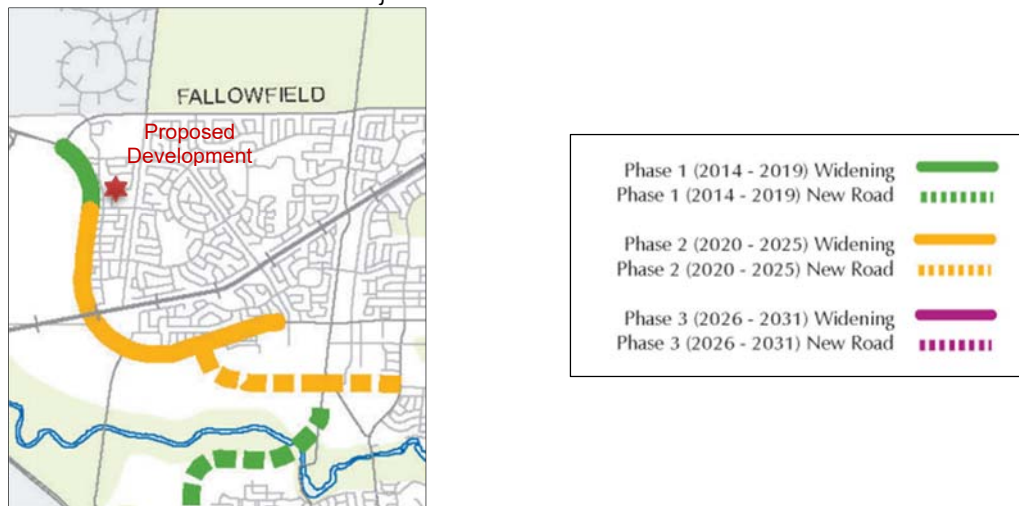 FALLOWFIELD
Proposed
Development
Phase 1 (2014 - 2019) Widening
Phase 1 (2014 - 2019) New Road
Phase 2 (2020 - 2025) Widening
Phase 2 (2020 - 2025) New Road
Phase 3 (2026 - 2031) Widening
Phase 3 (2026 - 2031) New Road